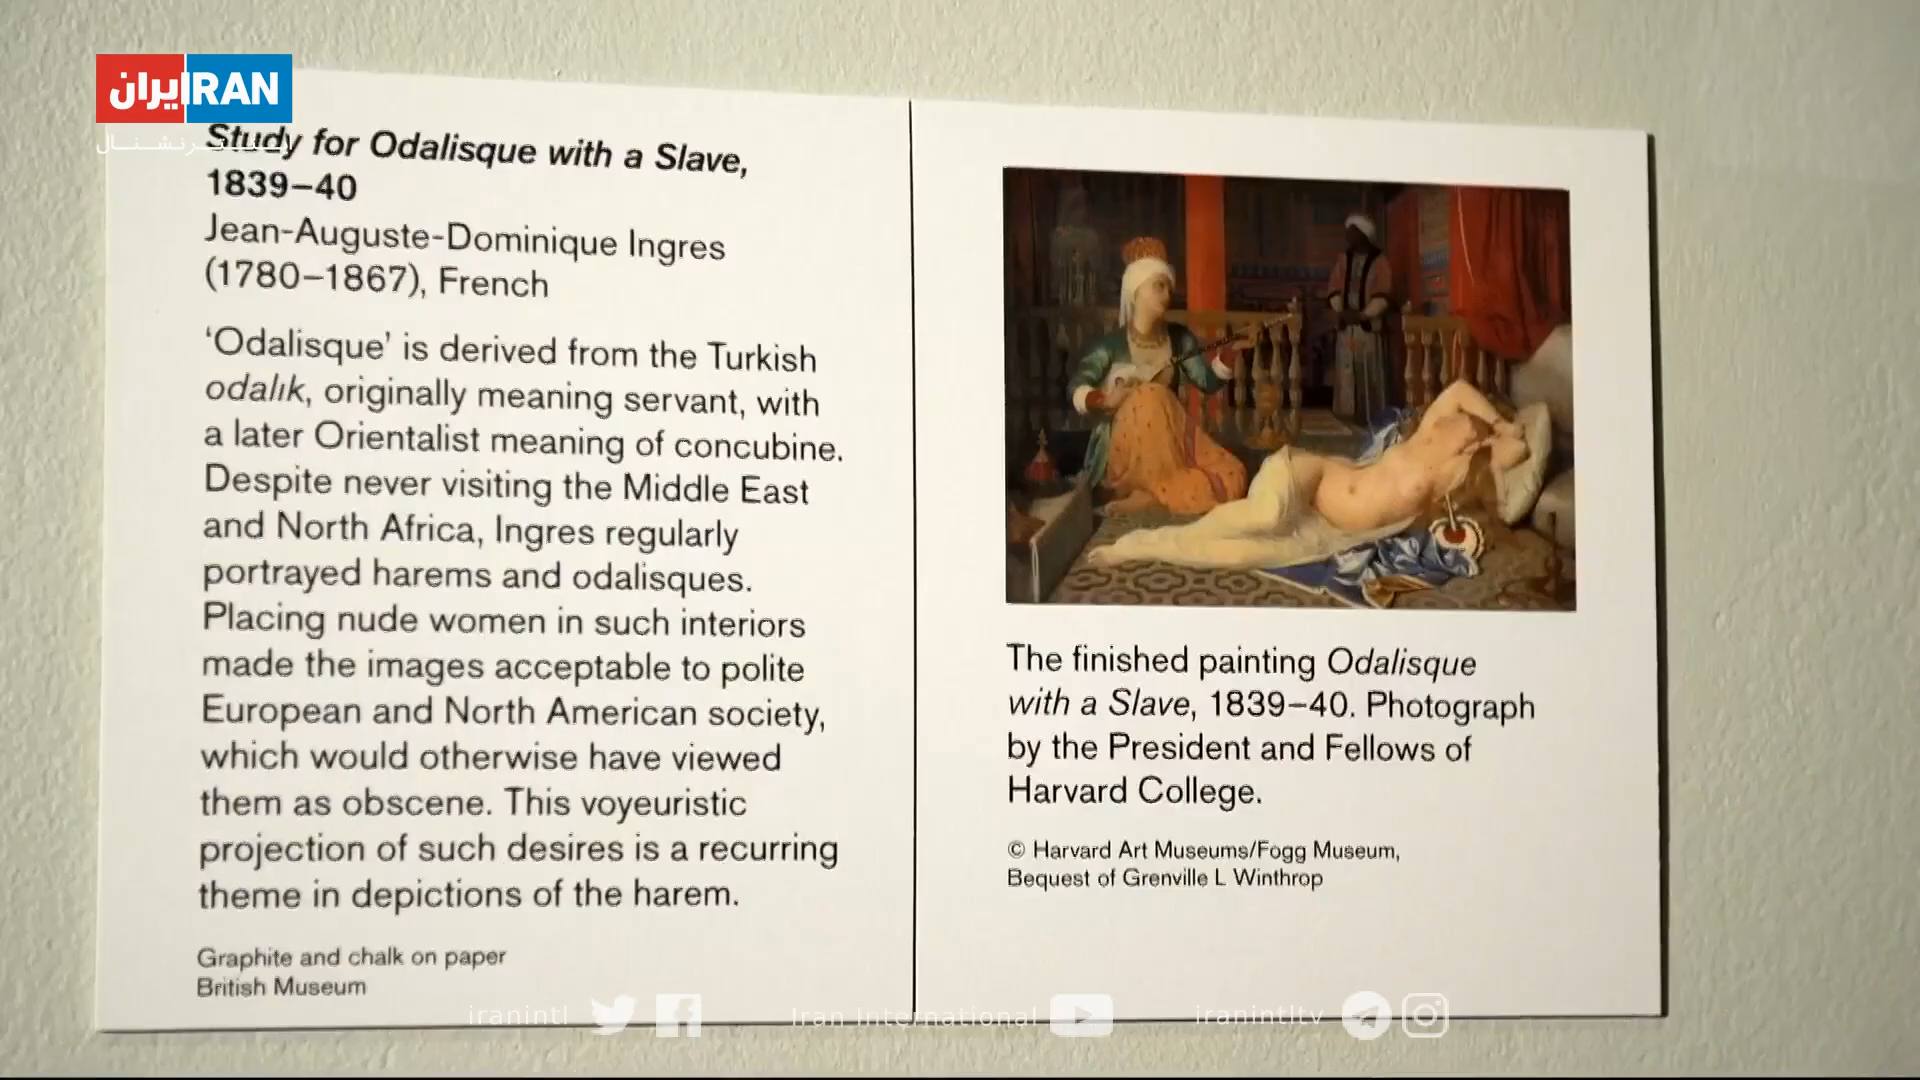 ایران IRAN
اینترنشنال
Study for Odalisque with a Slave,
1839–40
Jean-Auguste-Dominique Ingres
(1780–1867), French
‘Odalisque’ is derived from the Turkish
odalık, originally meaning servant, with
a later Orientalist meaning of concubine.
Despite never visiting the Middle East
and North Africa, Ingres regularly
portrayed harems and odalisques.
Placing nude women in such interiors
made the images acceptable to polite
European and North American society,
which would otherwise have viewed
them as obscene. This voyeuristic
projection of such desires is a recurring
theme in depictions of the harem.
Graphite and chalk on paper
British Museum
The finished painting Odalisque
with a Slave, 1839–40. Photograph
by the President and Fellows of
Harvard College.
© Harvard Art Museums/Fogg Museum,
Bequest of Grenville L Winthrop
iranintl
Iran International
iranintltv